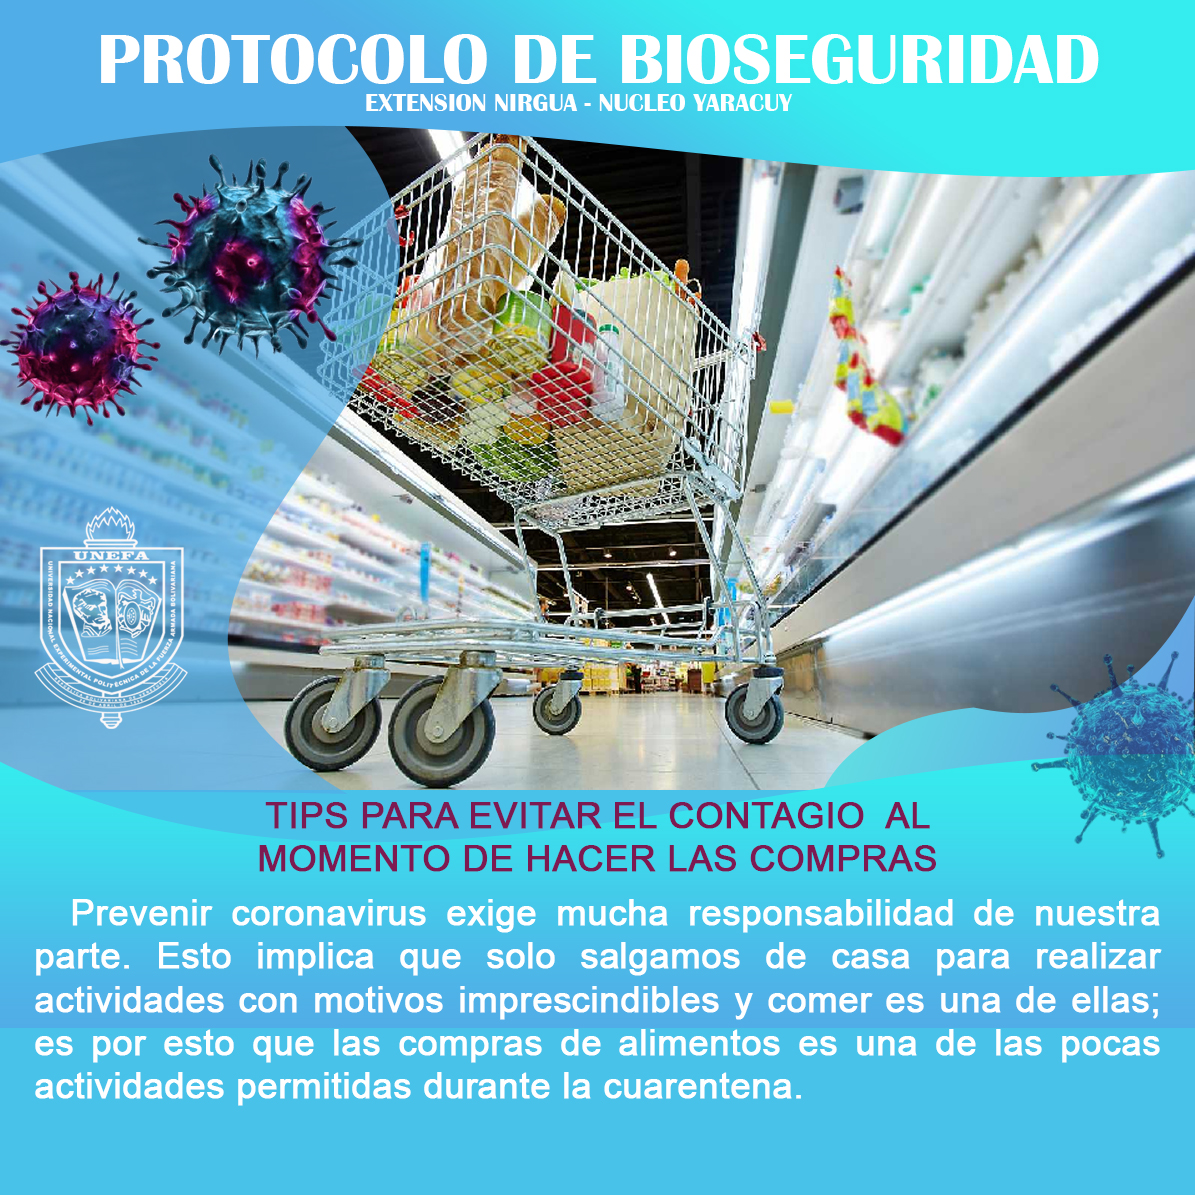 PROTOCOLO DE BIOSEGURIDAD
EXTENSION NIRGUA - NUCLEO YARACUY
UNEFA
UNIVERSIDAD NACIONAL EXPERIMENTAL POLITECNICA DE LA FUERZA ARMADA BOLIVARIANA
TIPS PARA EVITAR EL CONTAGIO AL
MOMENTO DE HACER LAS COMPRAS
Prevenir coronavirus exige mucha responsabilidad de nuestra
parte. Esto implica que solo salgamos de casa para realizar
actividades con motivos imprescindibles y comer es una de ellas;
es por esto que las compras de alimentos es una de las pocas
actividades permitidas durante la cuarentena.